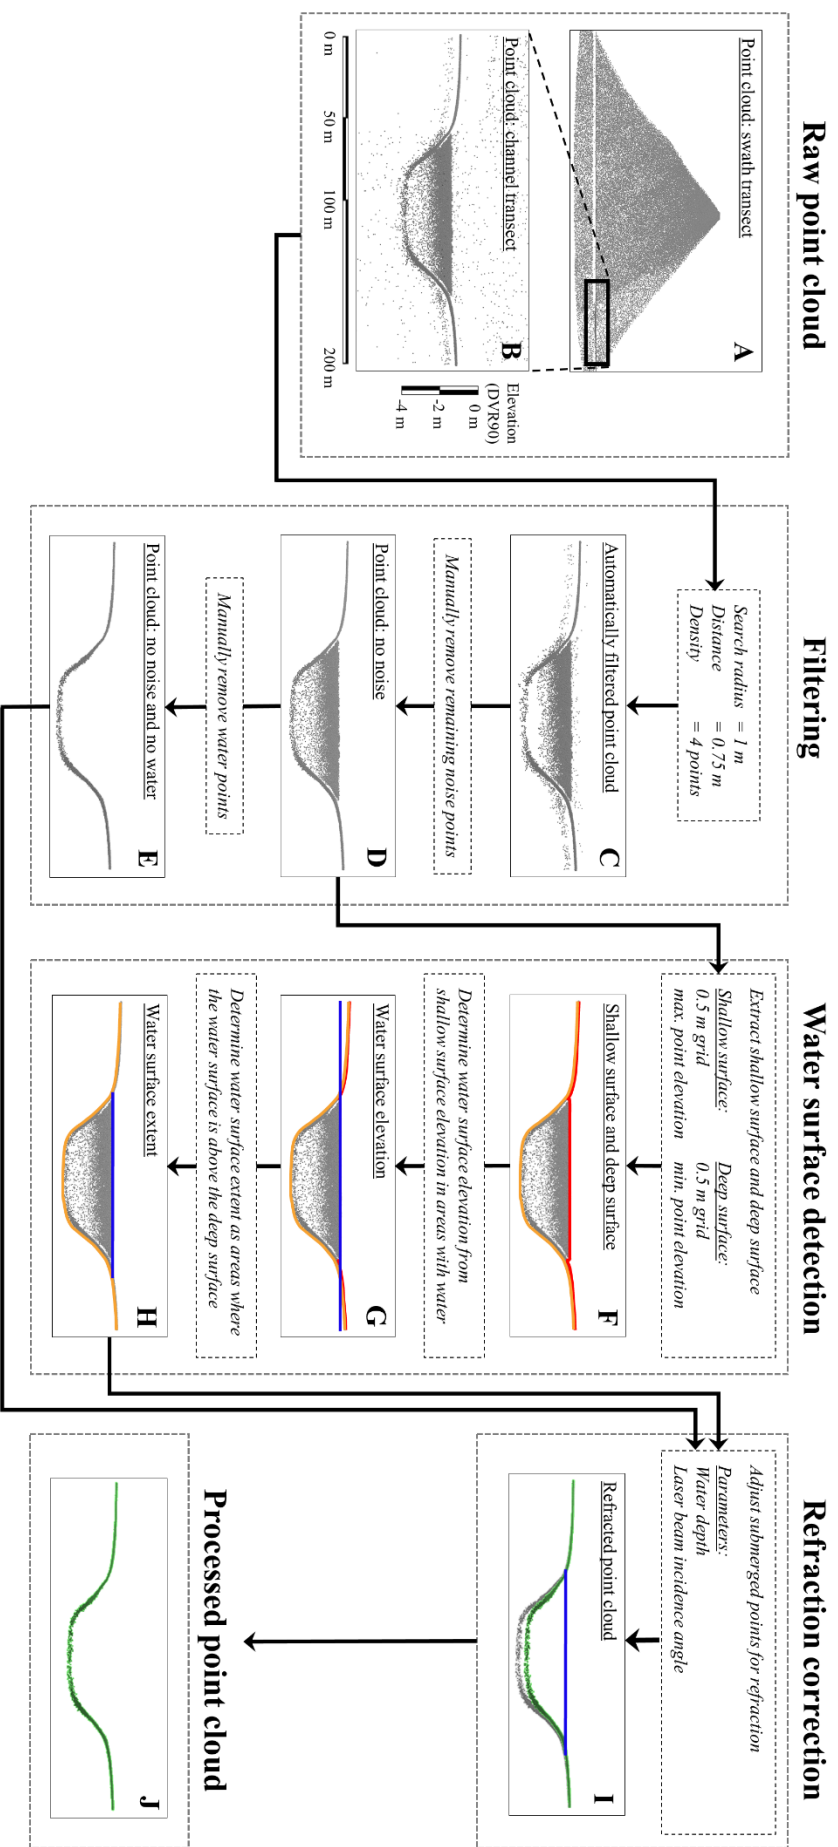 Raw point cloud
Point cloud: swath transect
A
Point cloud: channel transect
B
0 m
50 m
100 m
200 m
Elevation
(DVR90)
0 m
-2 m
-4 m
Filtering
Search radius = 1 m
Distance = 0.75 m
Density = 4 points
Automatically filtered point cloud
C
Manually remove remaining noise points
Point cloud: no noise
D
Manually remove water points
Point cloud: no noise and no water
E
Water surface detection
Extract shallow surface and deep surface
Shallow surface: Deep surface:
0.5 m grid 0.5 m grid
max. point elevation min. point elevation
Shallow surface and deep surface
F
Determine water surface elevation from
shallow surface elevation in areas with water
Water surface elevation
G
Determine water surface extent as areas where
the water surface is above the deep surface
Water surface extent
H
Refraction correction
Adjust submerged points for refraction
Parameters:
Water depth
Laser beam incidence angle
Refracted point cloud
I
Processed point cloud
J